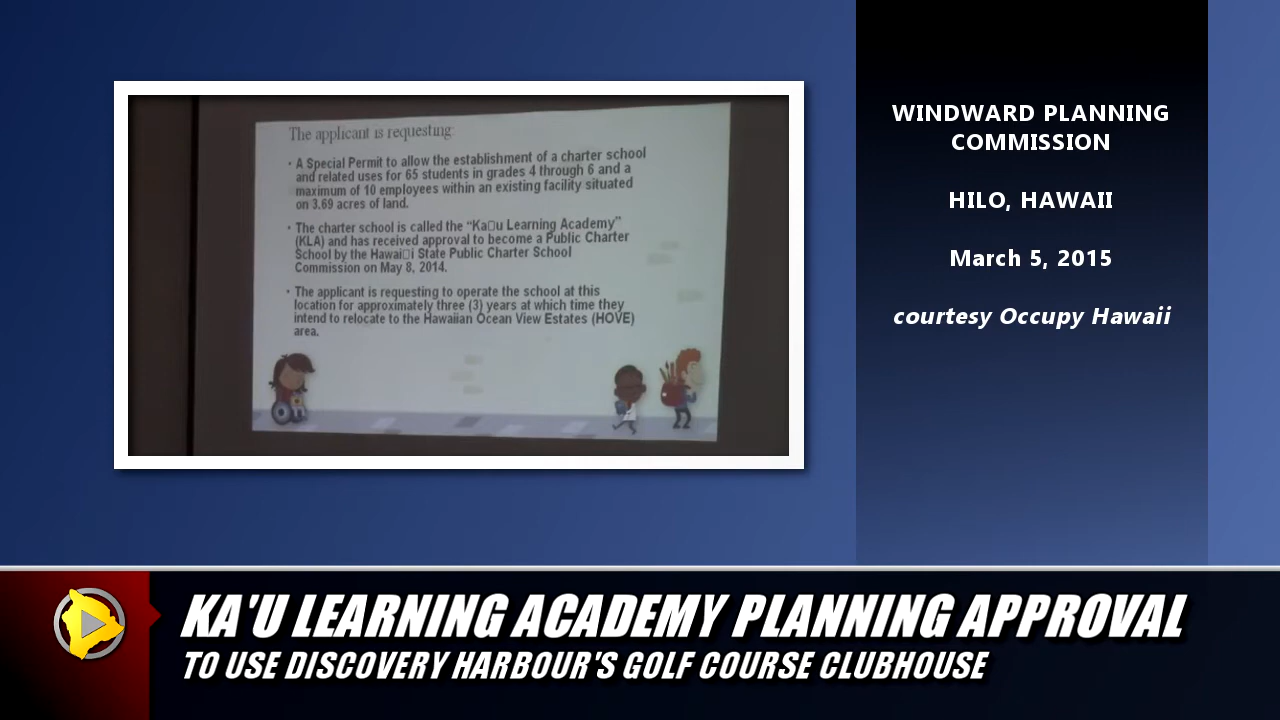 The applicant is requesting:
· A Special Permit to allow the establishment of a charter school
and related uses for 65 students in grades 4 through 6 and a
maximum of 10 employees within an existing facility situated
on 3.69 acres of land.
· The charter school is called the “Ka▯u Learning Academy”
(KLA) and has received approval to become a Public Charter
School by the Hawai▯i State Public Charter School
Commission on May 8, 2014.
· The applicant is requesting to operate the school at this
location for approximately three (3) years at which time they
intend to relocate to the Hawaiian Ocean View Estates (HOVE)
area.
WINDWARD PLANNING
COMMISSION
HILO, HAWAII
March 5, 2015
courtesy Occupy Hawaii
KA'U LEARNING ACADEMY PLANNING APPROVAL
TO USE DISCOVERY HARBOUR'S GOLF COURSE CLUBHOUSE